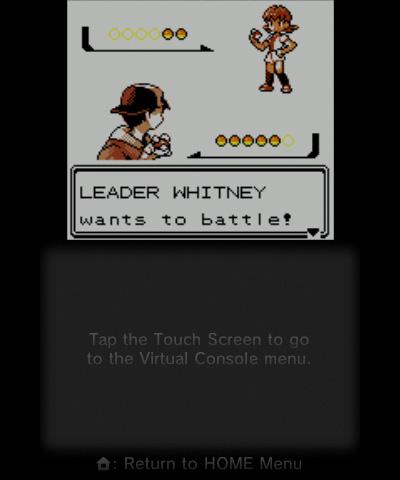 LEADER WHITNEY
wants to battle!
Tap the Touch Screen to go
to the Virtual Console menu.
: Return to HOME Menu